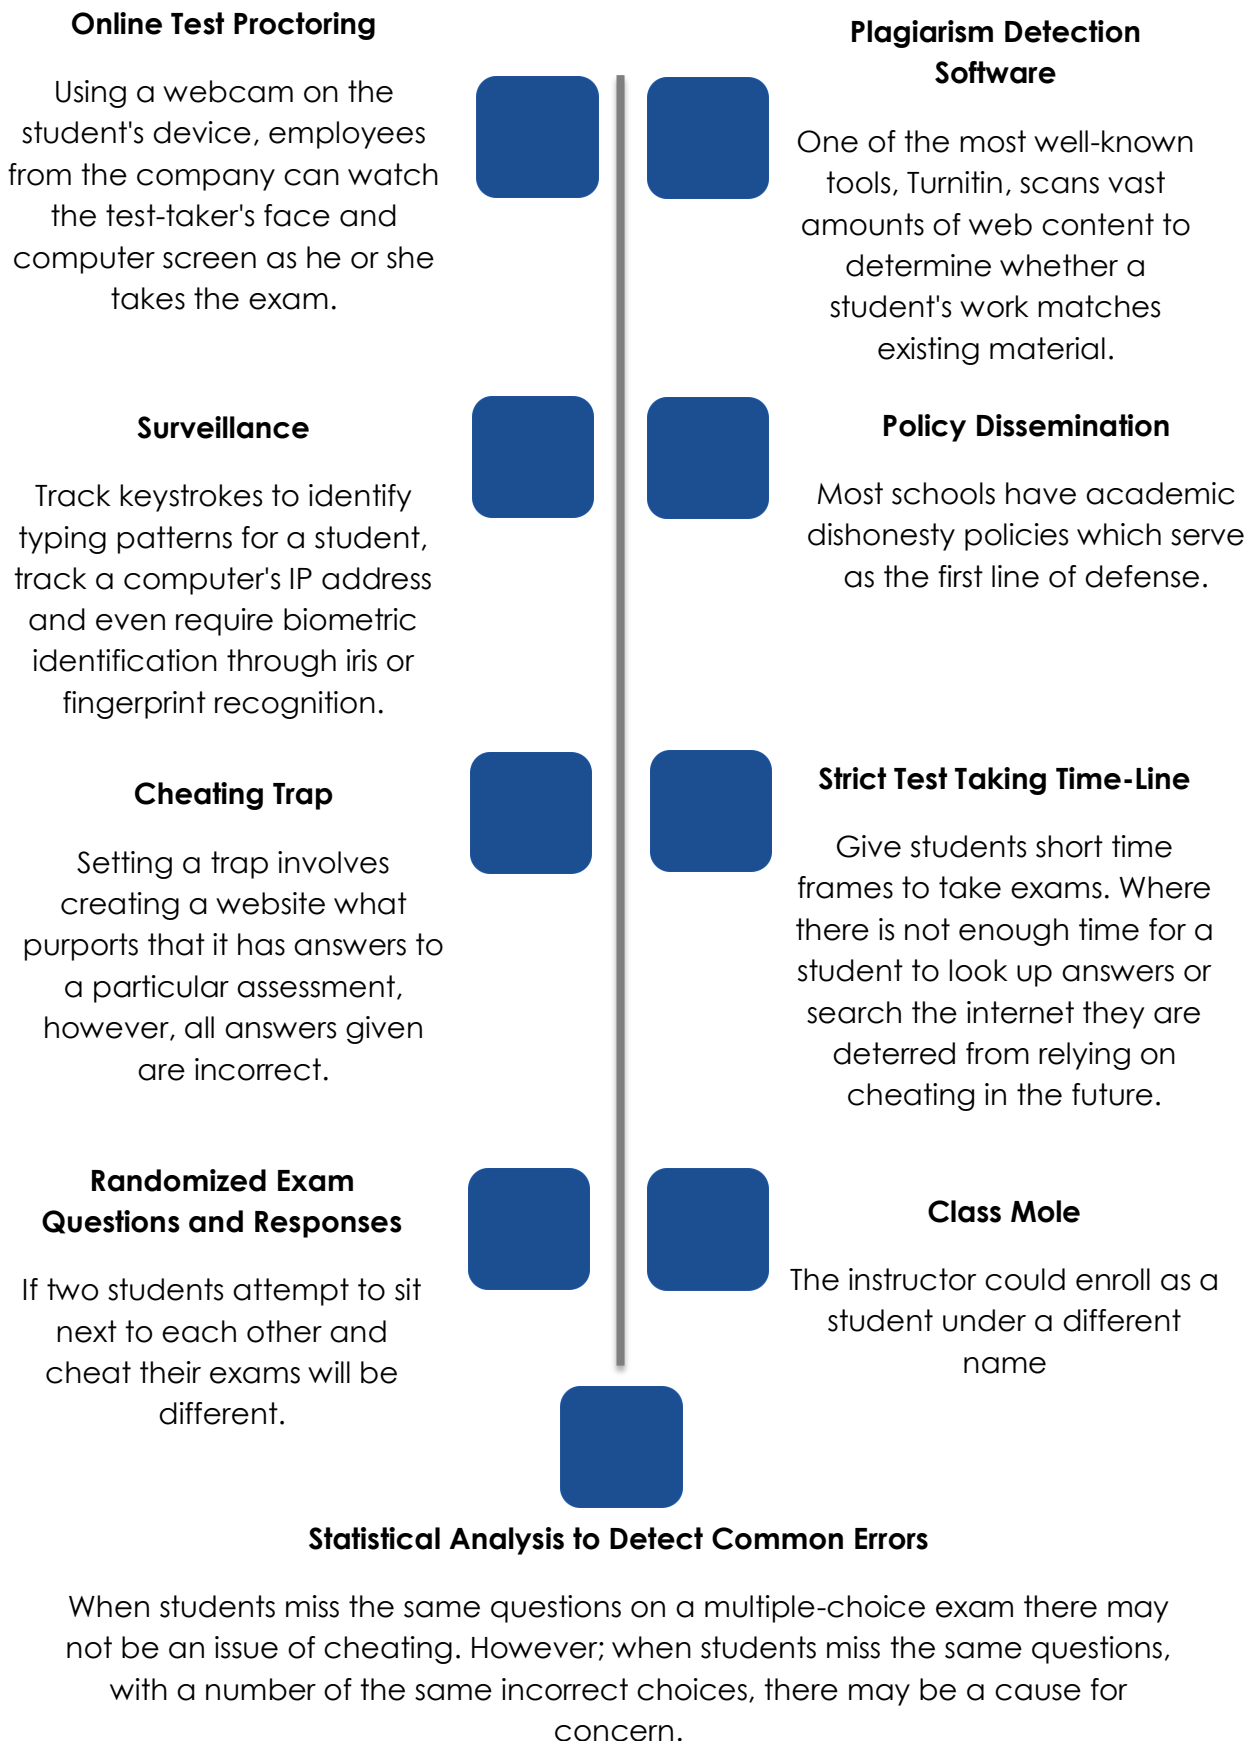 Online Test Proctoring
Using a webcam on the
student's device, employees
from the company can watch
the test-taker's face and
computer screen as he or she
takes the exam.
Plagiarism Detection
Software
One of the most well-known
tools, Turnitin, scans vast
amounts of web content to
determine whether a
student's work matches
existing material.
Surveillance
Track keystrokes to identify
typing patterns for a student,
track a computer's IP address
and even require biometric
identification through iris or
fingerprint recognition.
Policy Dissemination
Most schools have academic
dishonesty policies which serve
as the first line of defense.
Cheating Trap
Setting a trap involves
creating a website what
purports that it has answers to
a particular assessment,
however, all answers given
are incorrect.
Strict Test Taking Time-Line
Give students short time
frames to take exams. Where
there is not enough time for a
student to look up answers or
search the internet they are
deterred from relying on
cheating in the future.
Randomized Exam
Questions and Responses
If two students attempt to sit
next to each other and
cheat their exams will be
different.
Class Mole
The instructor could enroll as a
student under a different
name
Statistical Analysis to Detect Common Errors
When students miss the same questions on a multiple-choice exam there may
not be an issue of cheating. However; when students miss the same questions,
with a number of the same incorrect choices, there may be a cause for
concern.